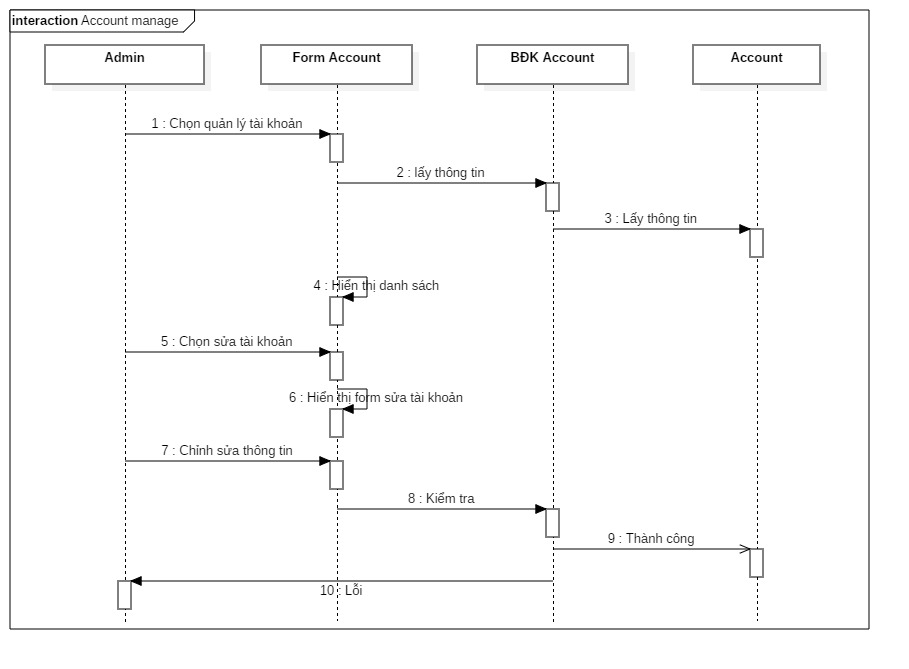 interaction Account manage
Admin
Form Account
BĐK Account
Account
1 : Chọn quản lý tài khoản
2 : lấy thông tin
3 : Lấy thông tin
4 : Hiển thị danh sách
5 : Chọn sửa tài khoản
6 : Hiển thị form sửa tài khoản
7 : Chỉnh sửa thông tin
8 : Kiểm tra
9 : Thành công
10 : Lỗi